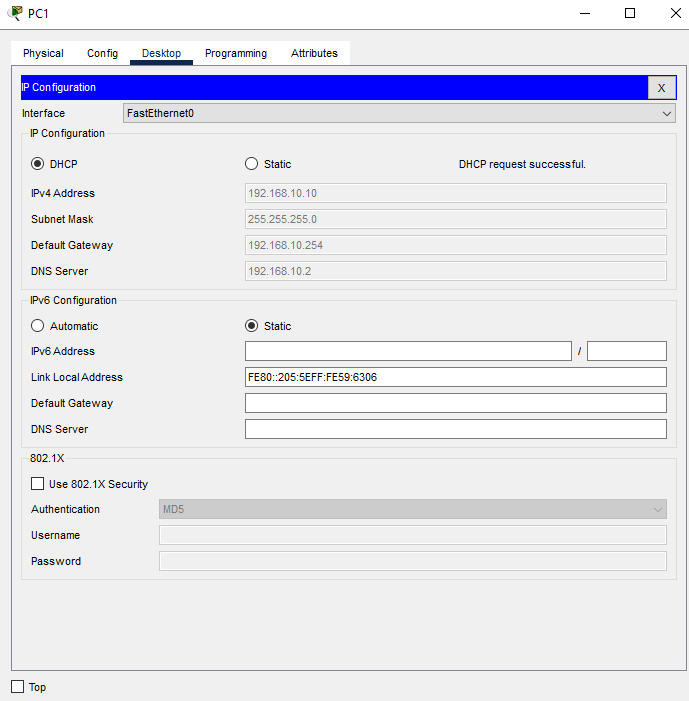 PC1
Physical Config Desktop Programming Attributes
IP Configuration X
Interface FastEthernet0
IP Configuration
DHCP Static DHCP request successful.
IPv4 Address 192.168.10.10
Subnet Mask 255.255.255.0
Default Gateway 192.168.10.254
DNS Server 192.168.10.2
IPv6 Configuration
Automatic Static
IPv6 Address /
Link Local Address FE80::205:5EFF:FE59:6306
Default Gateway
DNS Server
802.1X
Use 802.1X Security
Authentication MD5
Username
Password
Top